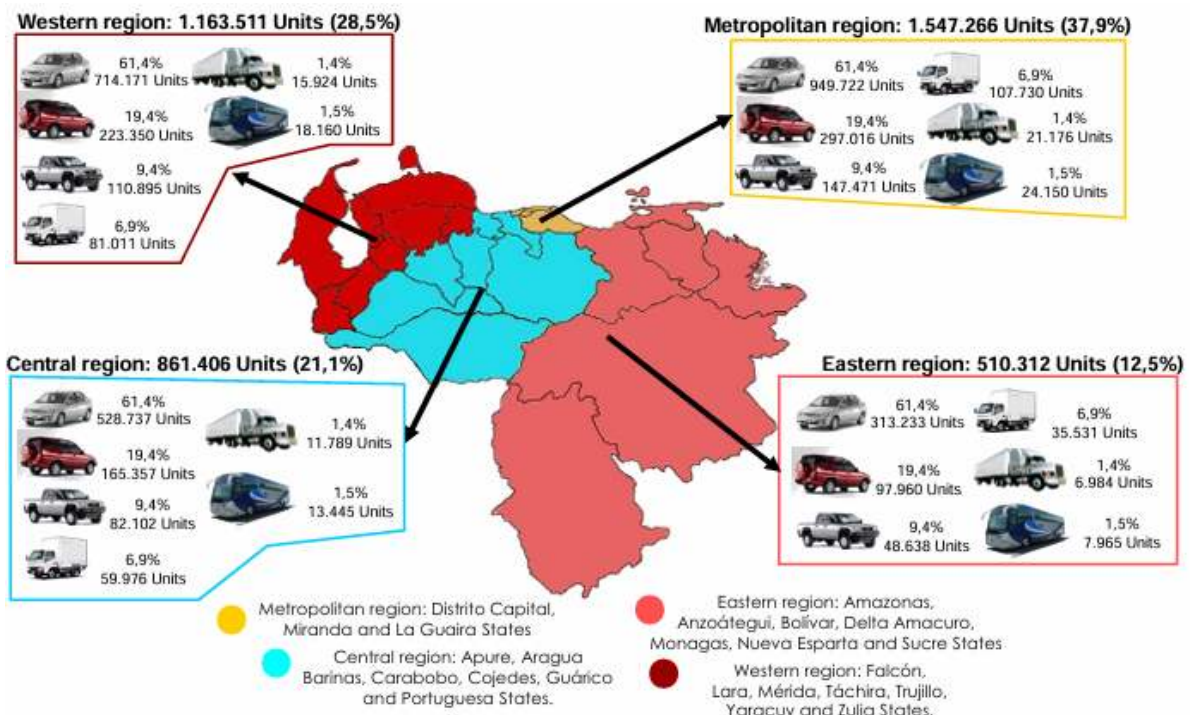 Western region: 1.163.511 Units (28,5%)
61,4%
714.171 Units
1,4%
15.924 Units
19,4%
223.350 Units
1,5%
18.160 Units
9,4%
110.895 Units
6,9%
81.011 Units
Metropolitan region: 1.547.266 Units (37,9%)
61,4%
949.722 Units
6,9%
107.730 Units
19,4%
297.016 Units
1,4%
21.176 Units
9,4%
147.471 Units
1,5%
24.150 Units
Central region: 861.406 Units (21,1%)
61,4%
528.737 Units
1,4%
11.789 Units
19,4%
165.357 Units
1,5%
13.445 Units
9,4%
82.102 Units
6,9%
59.976 Units
Eastern region: 510.312 Units (12,5%)
61,4%
313.233 Units
6,9%
35.531 Units
19,4%
97.960 Units
1,4%
6.984 Units
9,4%
48.638 Units
1,5%
7.965 Units
Metropolitan region: Distrito Capital,
Miranda and La Guaira States
Central region: Apure, Aragua
Barinas, Carabobo, Cojedes, Guárico
and Portuguesa States.
Eastern region: Amazonas,
Anzoátegui, Bolívar, Delta Amacuro,
Monagas, Nueva Esparta and Sucre States
Western region: Falcón,
Lara, Mérida, Táchira, Trujillo,
Yaracuy and Zulia States.